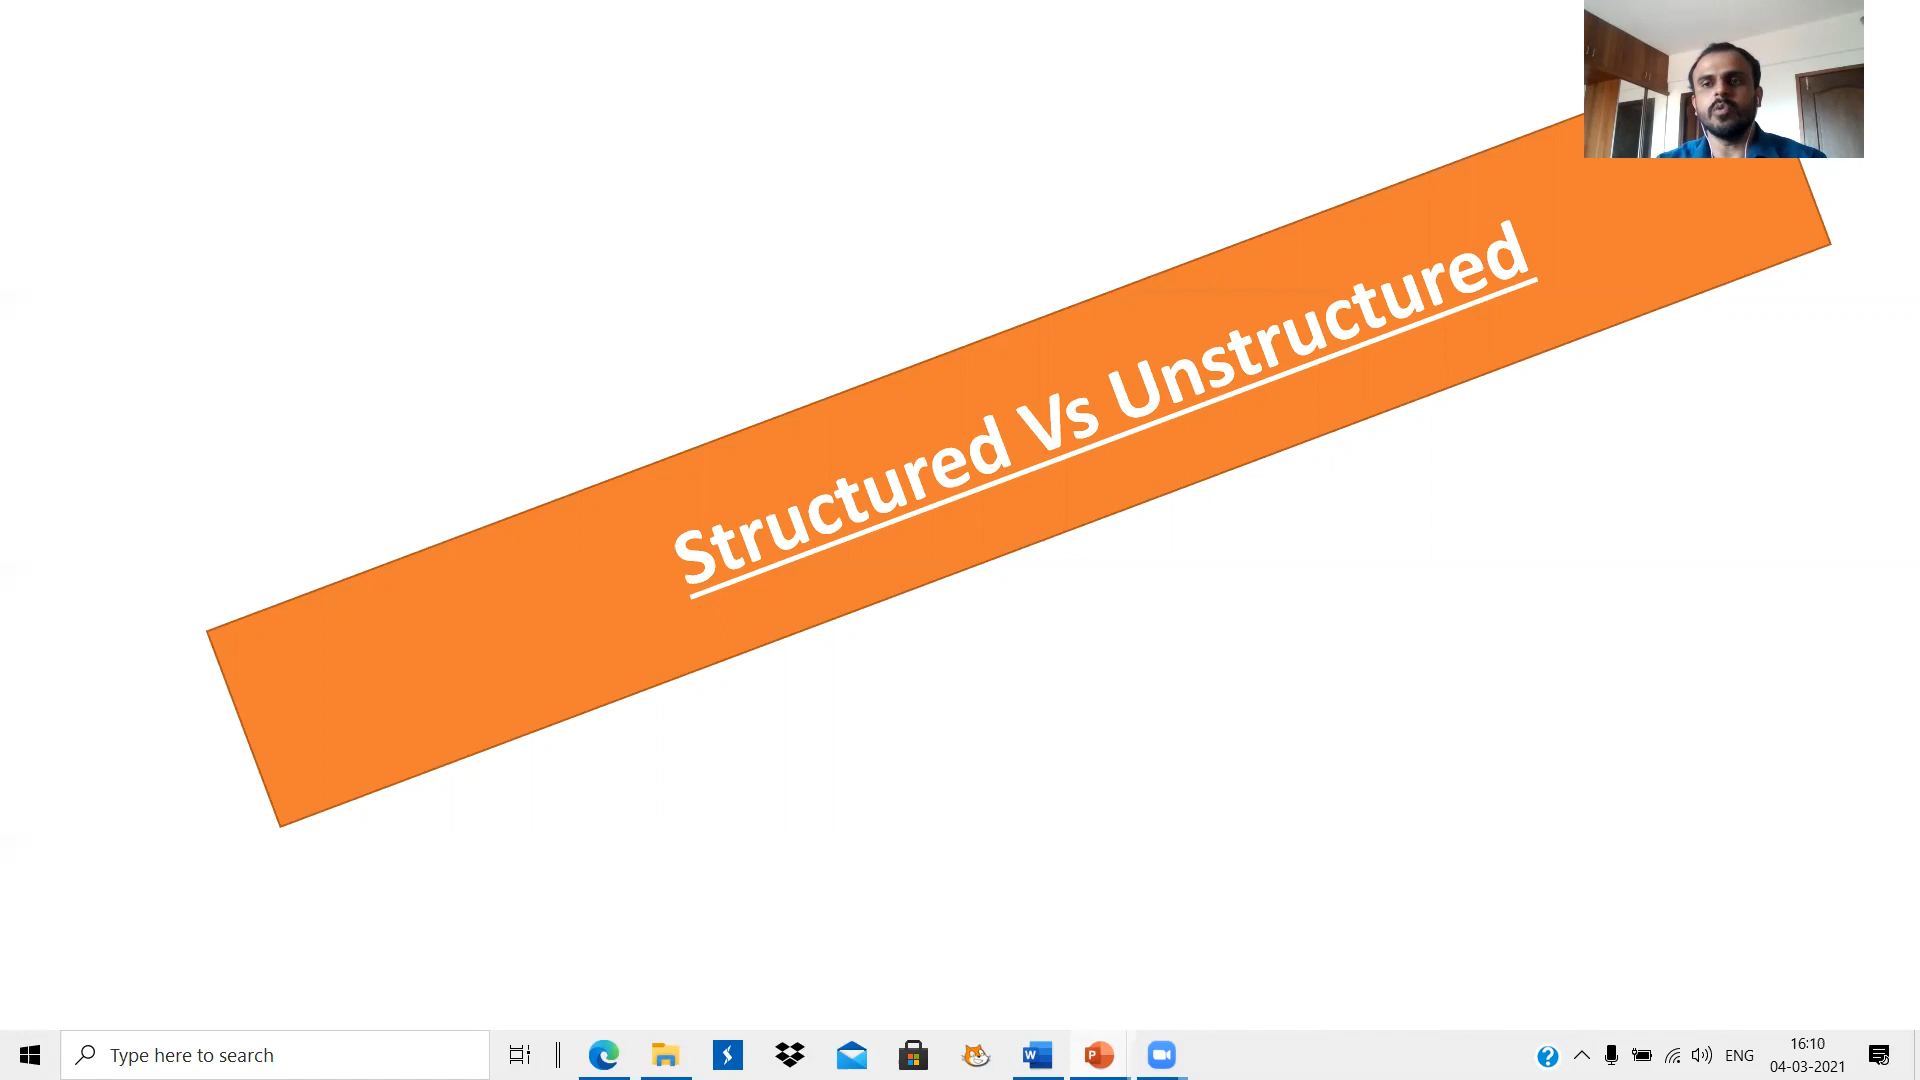 Structured Vs Unstructured
Type here to search
ENG
16:10
04-03-2021